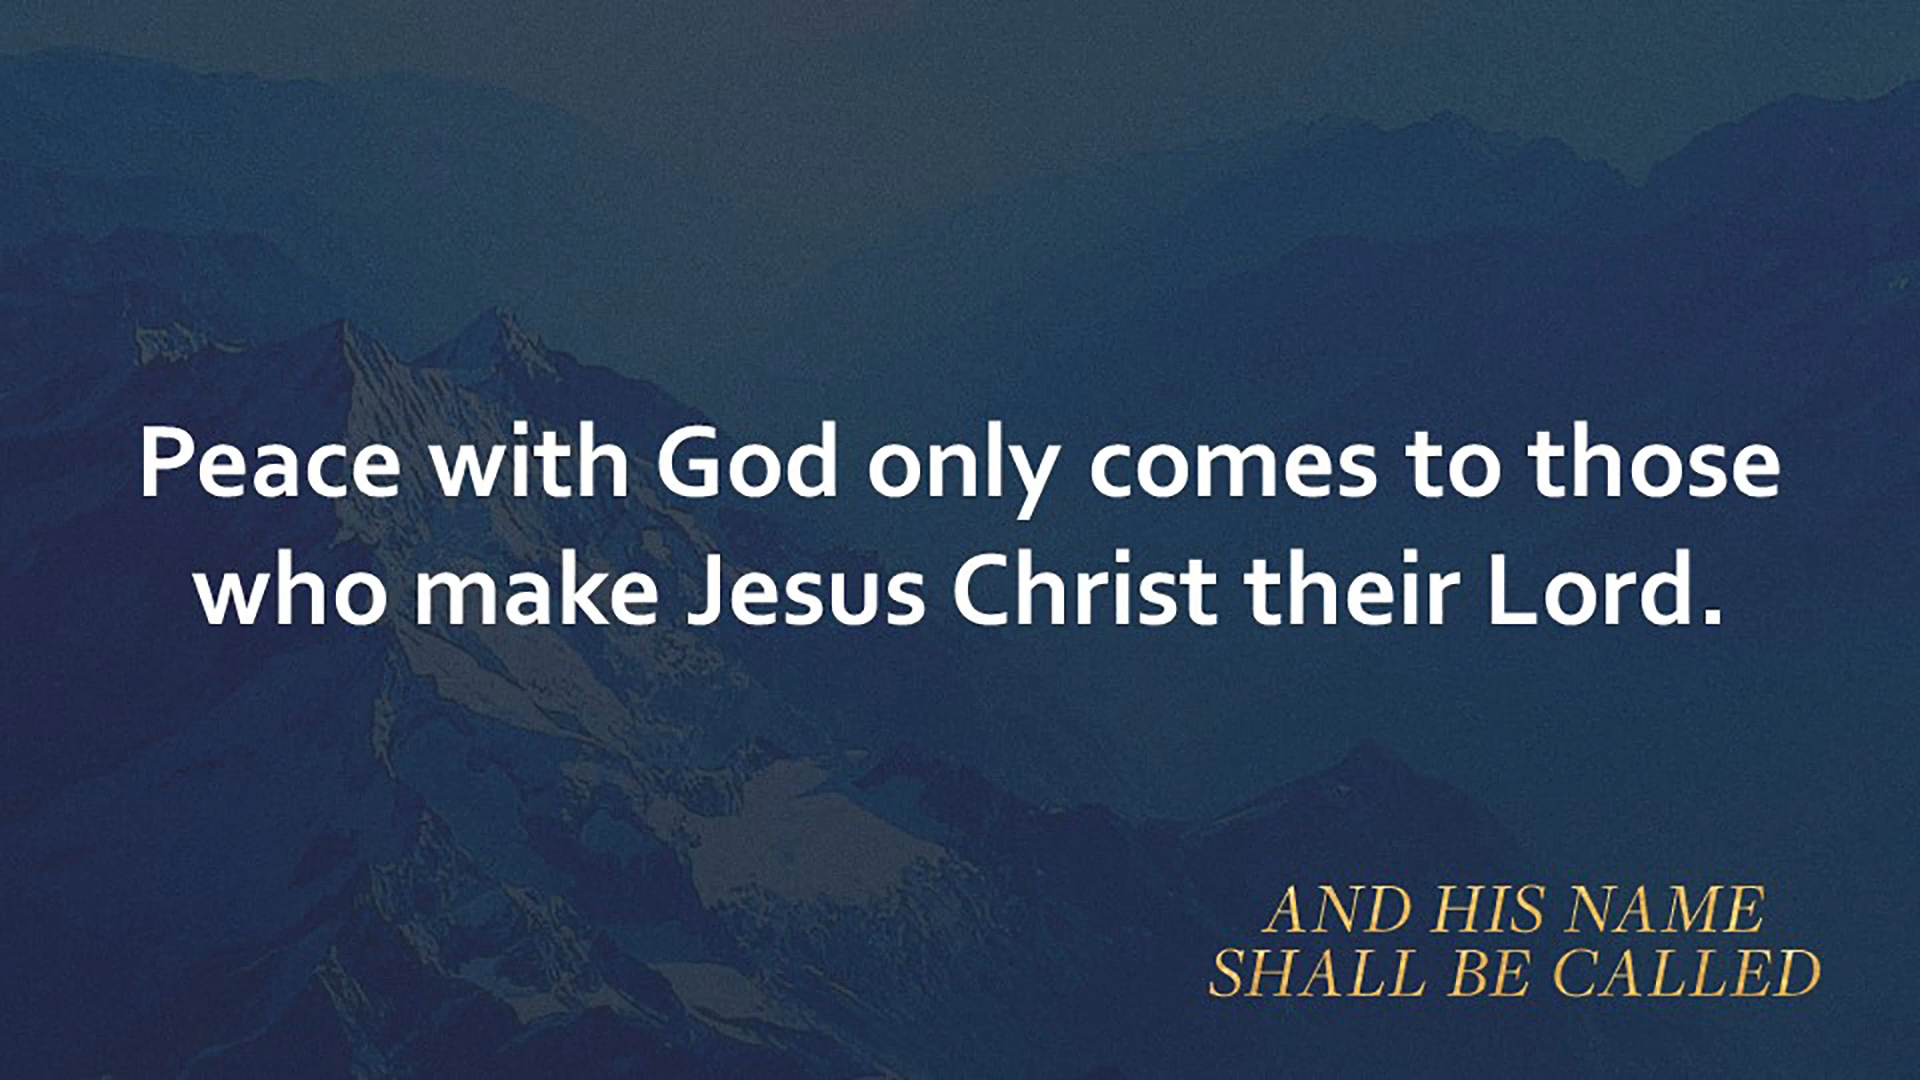 Peace with God only comes to those
who make Jesus Christ their Lord.
AND HIS NAME
SHALL BE CALLED